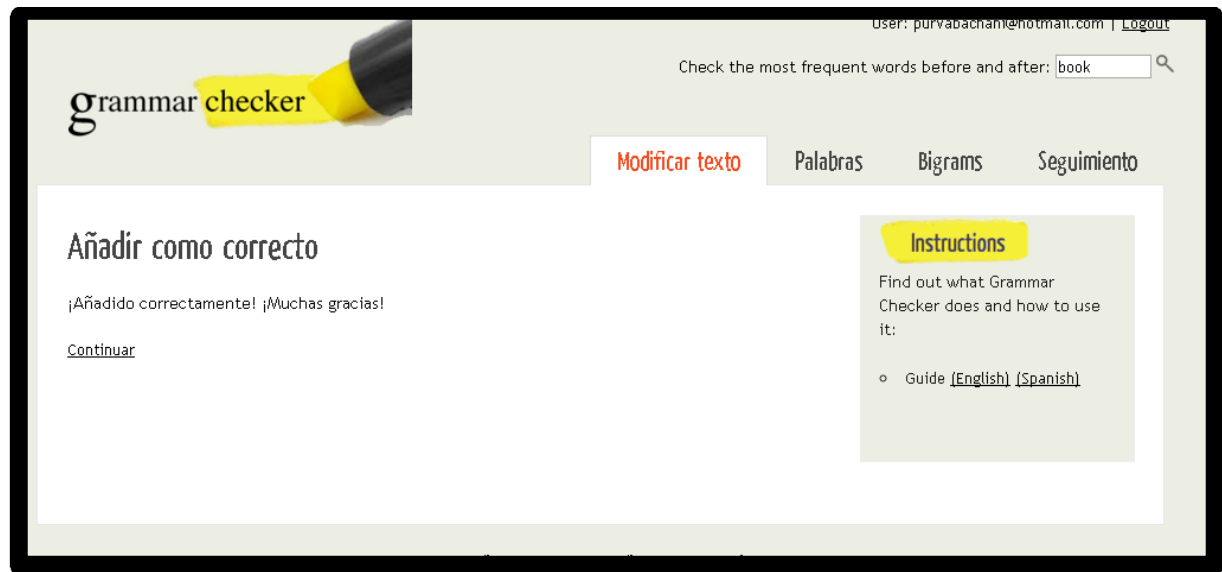 User: purvabachani@hotmail.com | Logout
Check the most frequent words before and after: book
grammar checker
Modificar texto Palabras Bigrams Seguimiento
Añadir como correcto
¡Añadido correctamente! ¡Muchas gracias!
Continuar
Instructions
Find out what Grammar
Checker does and how to use
it:
Guide (English) (Spanish)